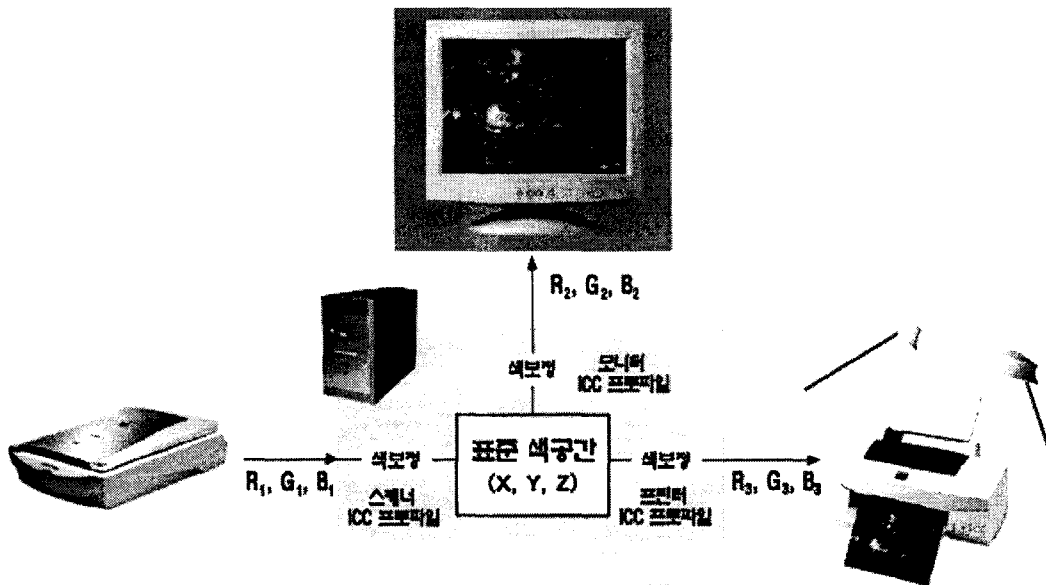 R₂, G₂, B₂
색보정
모니터
ICC 프로파일
R₁, G₁, B₁
색보정
스캐너
ICC 프로파일
표준 색공간
(X, Y, Z)
색보정
프린터
ICC 프로파일
R₃, G₃, B₃